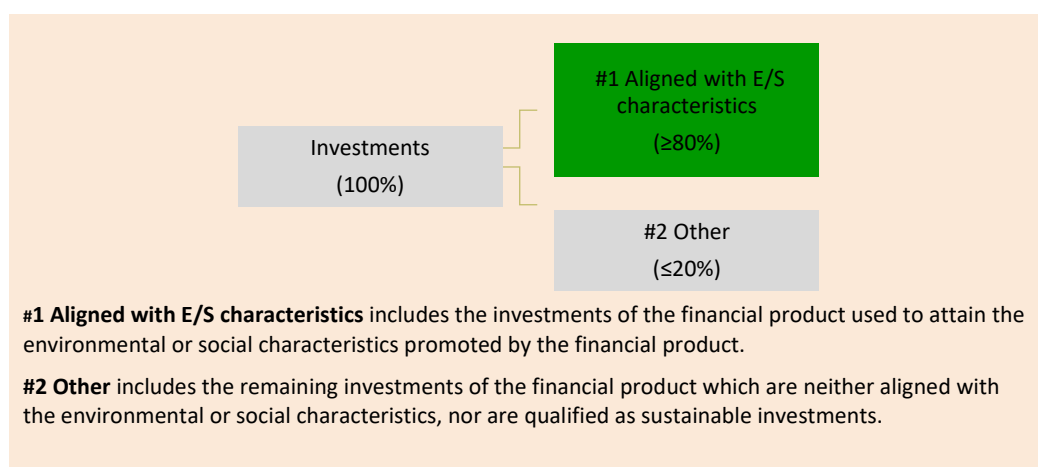 #1 Aligned with E/S
characteristics
(≥80%)
Investments
(100%)
#2 Other
(≤20%)
#1 Aligned with E/S characteristics includes the investments of the financial product used to attain the
environmental or social characteristics promoted by the financial product.
#2 Other includes the remaining investments of the financial product which are neither aligned with
the environmental or social characteristics, nor are qualified as sustainable investments.